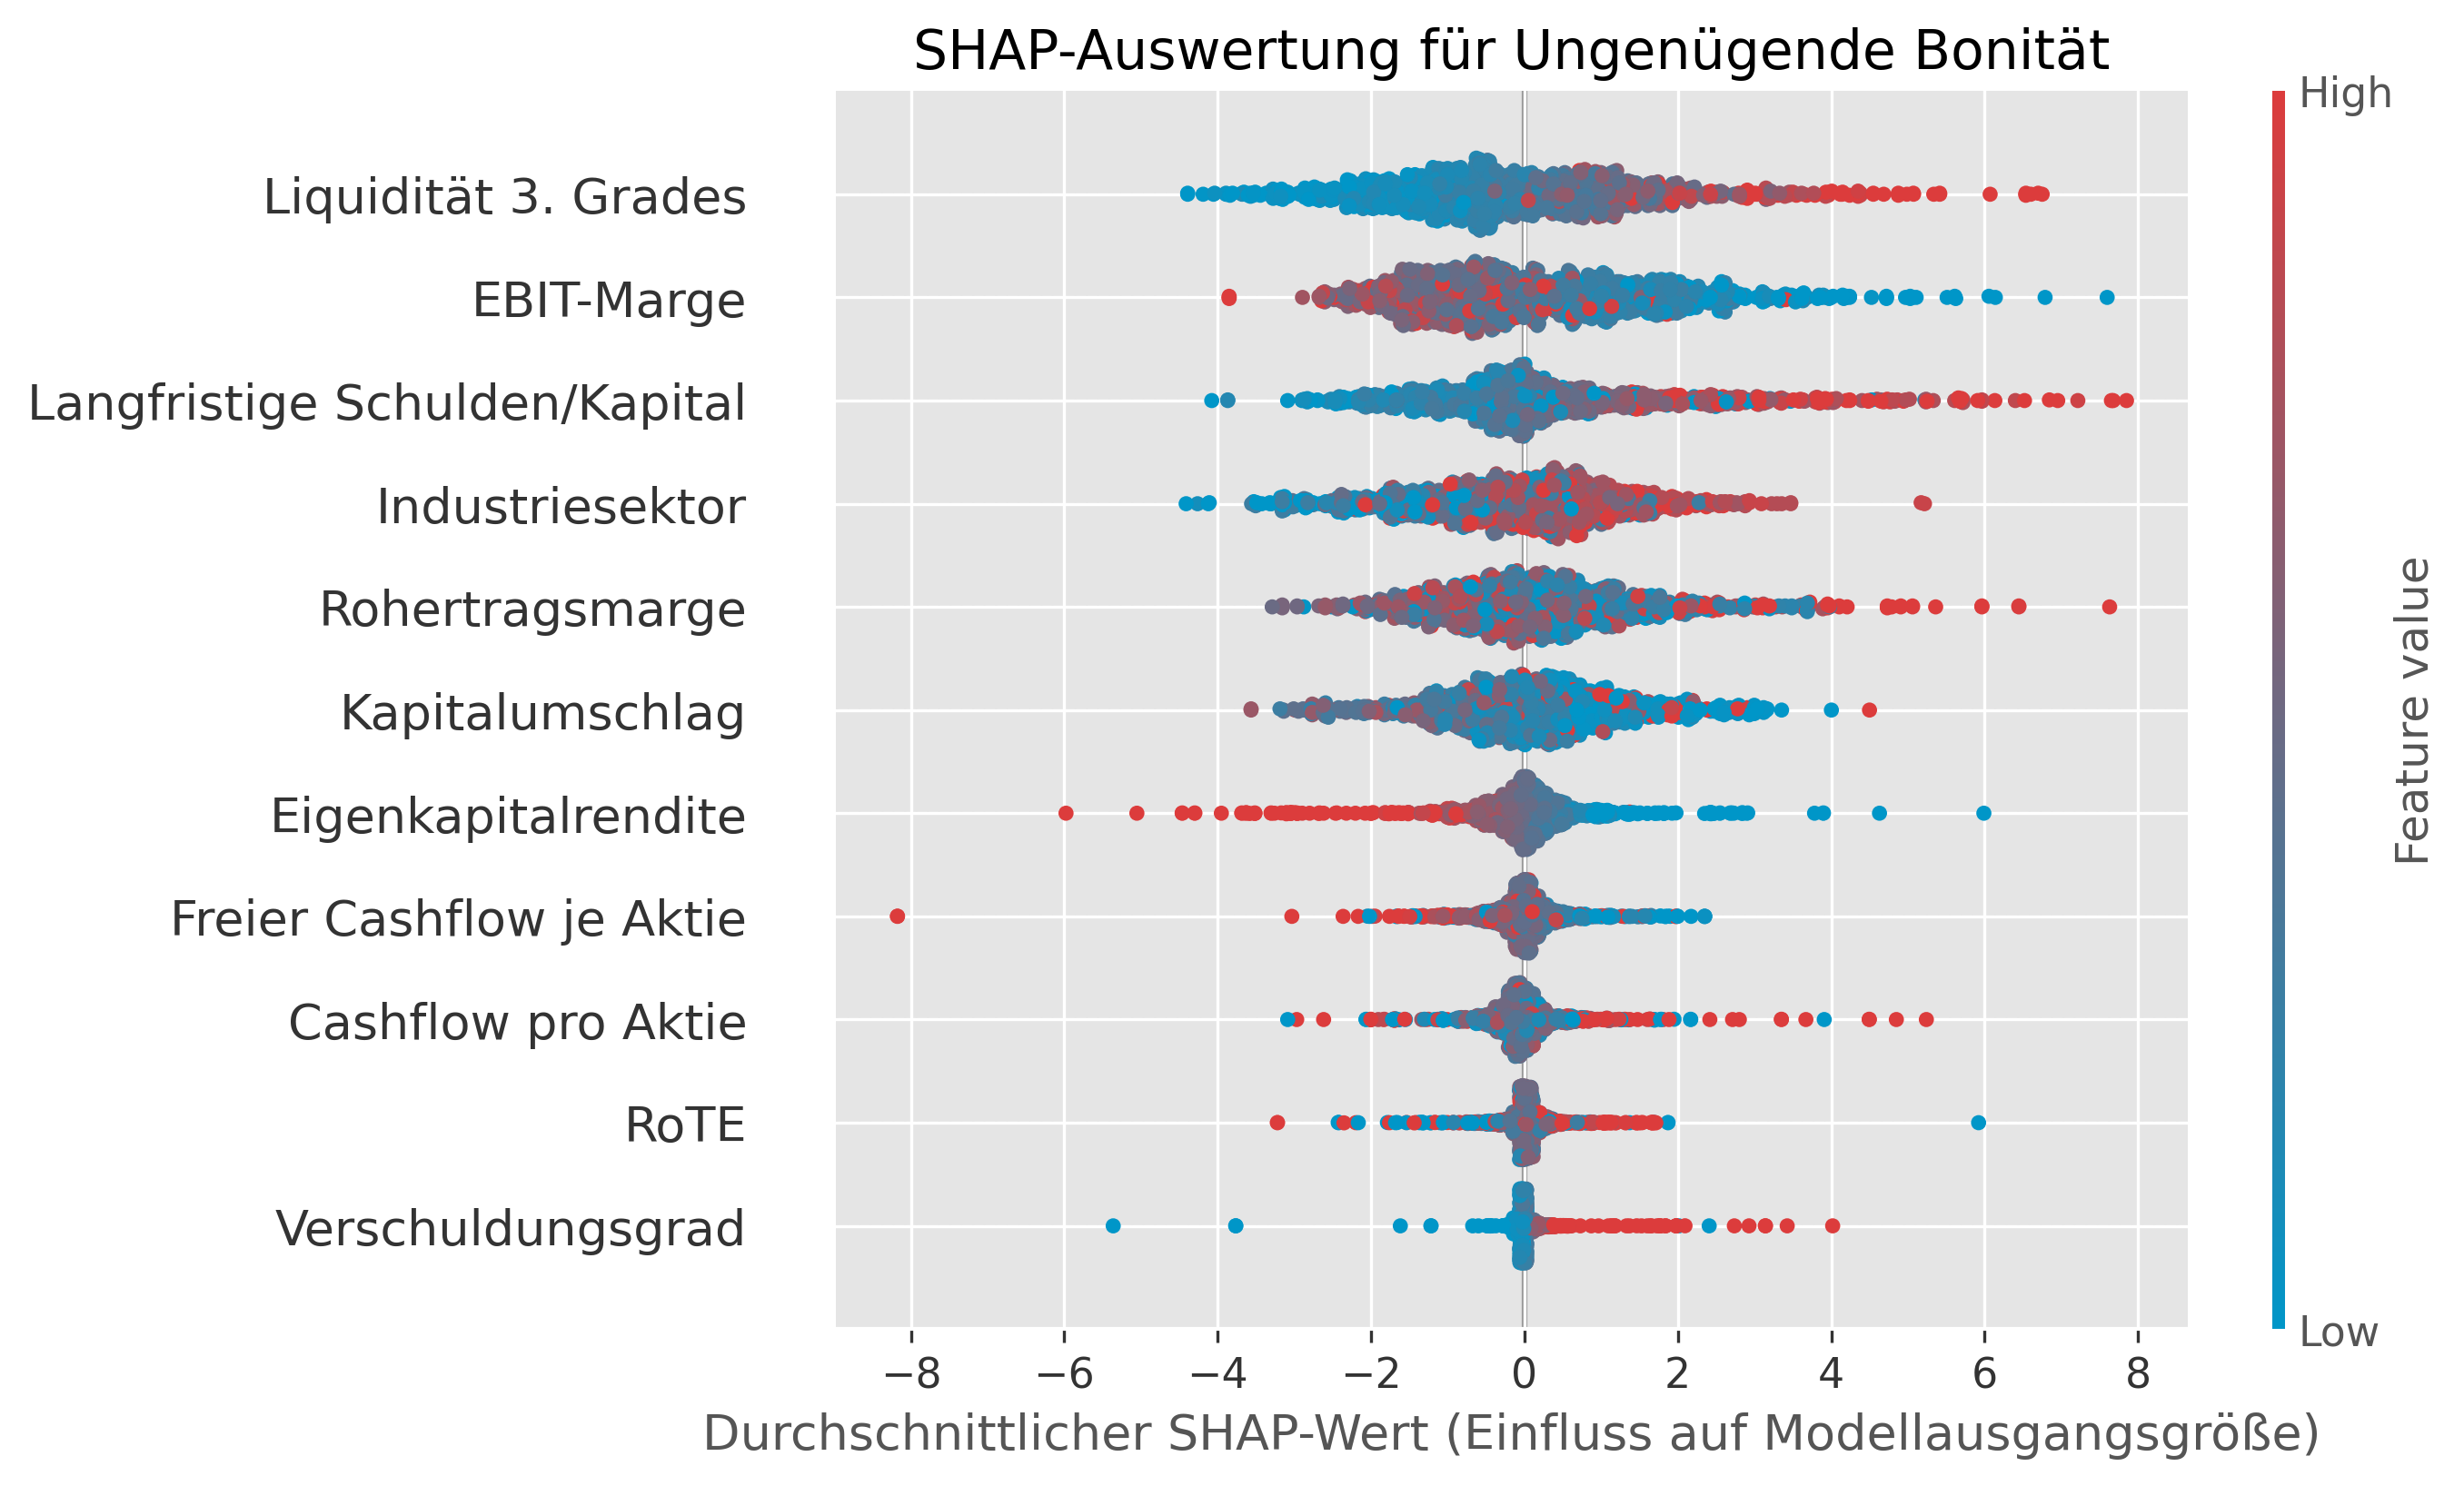 SHAP-Auswertung für Ungenügende Bonität
High
Liquidität 3. Grades
EBIT-Marge
Langfristige Schulden/Kapital
Industriesektor
Rohertragsmarge
Kapitalumschlag
Eigenkapitalrendite
Freier Cashflow je Aktie
Cashflow pro Aktie
RoTE
Verschuldungsgrad
Feature value
Low
−8 −6 −4 −2 0 2 4 6 8
Durchschnittlicher SHAP-Wert (Einfluss auf Modellausgangsgröße)